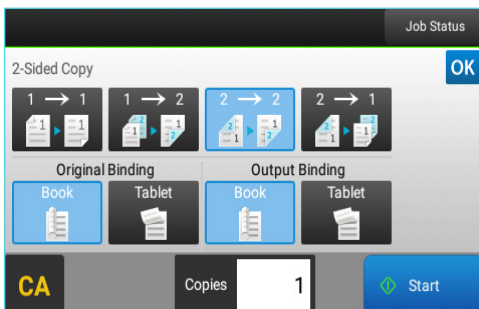 Job Status
2-Sided Copy
OK
1 → 1
1 → 2
2 → 2
2 → 1
Original Binding
Output Binding
Book
Tablet
Book
Tablet
CA
Copies
1
Start